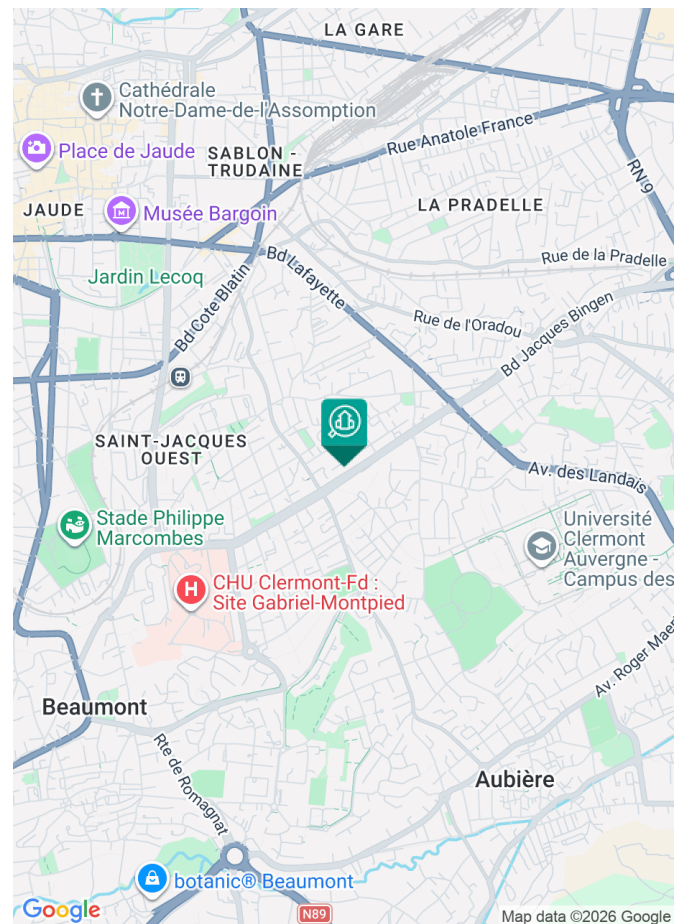 LA GARE
Cathédrale
Notre-Dame-de-l'Assomption
Rue Anatole France
Place de Jaude
SABLON -
TRUDAINE
RN 9
JAUDE
Musée Bargoin
LA PRADELLE
Bd Lafayette
Rue de la Pradelle
Jardin Lecoq
Bd Cote Blatin
Rue de l'Oradou
Bd Jacques Bingen
SAINT-JACQUES
OUEST
Av. des Landais
Stade Philippe
Marcombes
Université
Clermont
Auvergne -
Campus des
H
CHU Clermont-Fd :
Site Gabriel-Montpied
Av. Roger Maer
Beaumont
Rte de Romagnat
Aubière
botanic® Beaumont
Google
N89
Map data ©2026 Google